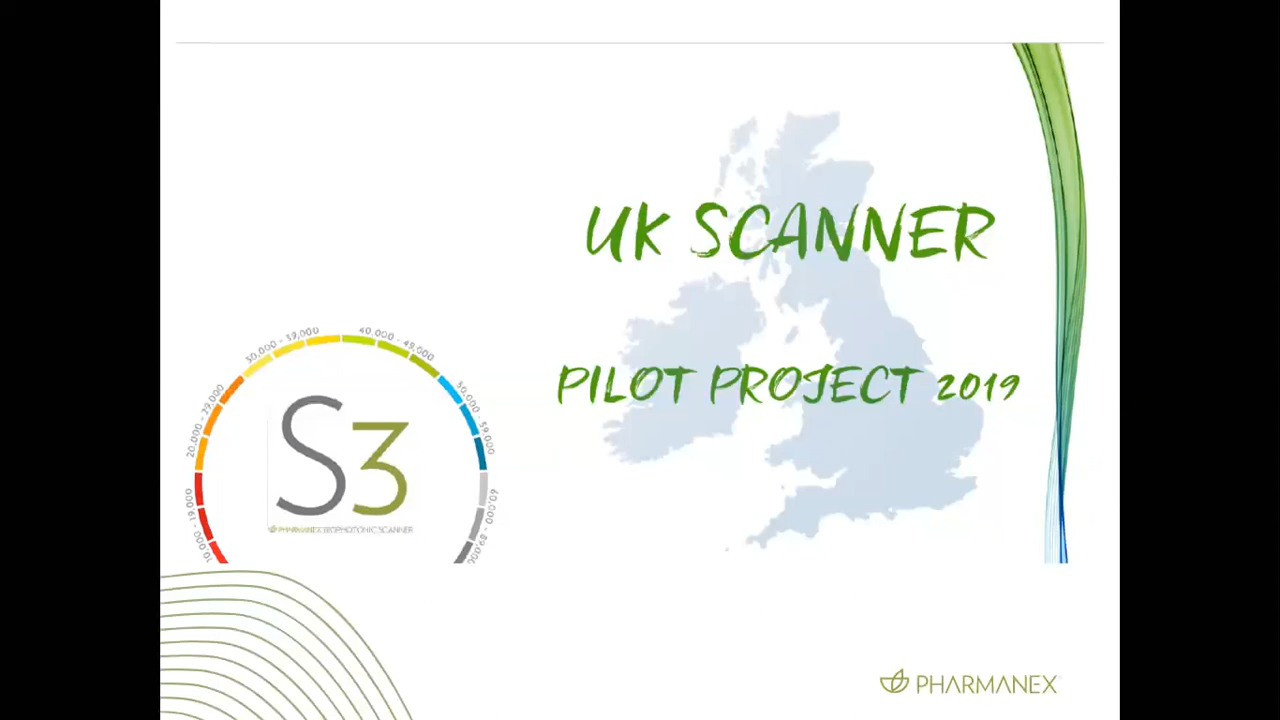 UK SCANNER
PILOT PROJECT 2019
10,000 - 19,000
20,000 - 29,000
30,000 - 39,000
40,000 - 49,000
50,000 - 59,000
60,000 - 89,000
S3
PHARMANEX BIOPHOTONIC SCANNER
PHARMANEX